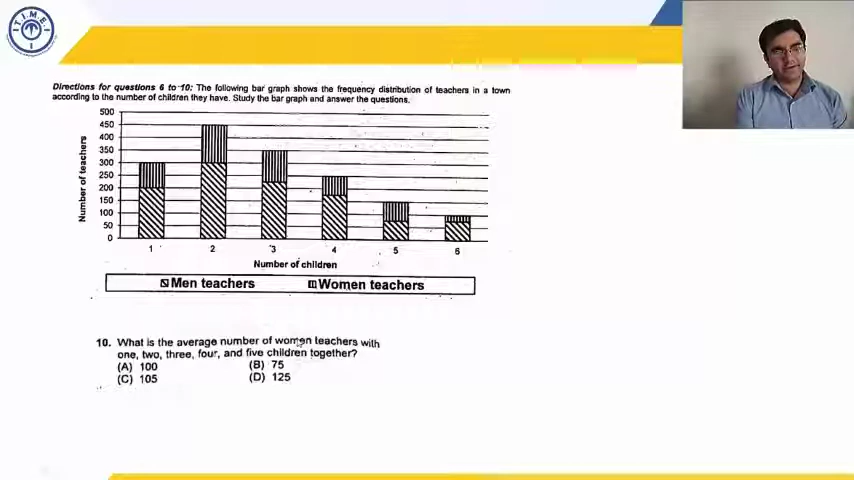 I.T.I.M.E.I
Directions for questions 6 to 10: The following bar graph shows the frequency distribution of teachers in a town
according to the number of children they have. Study the bar graph and answer the questions.
500
450
400
350
300
250
200
150
100
50
0
Number of teachers
1 2 3 4 5 6
Number of children
Men teachers Women teachers
10. What is the average number of women teachers with
one, two, three, four, and five children together?
(A) 100 (B) 75
(C) 105 (D) 125